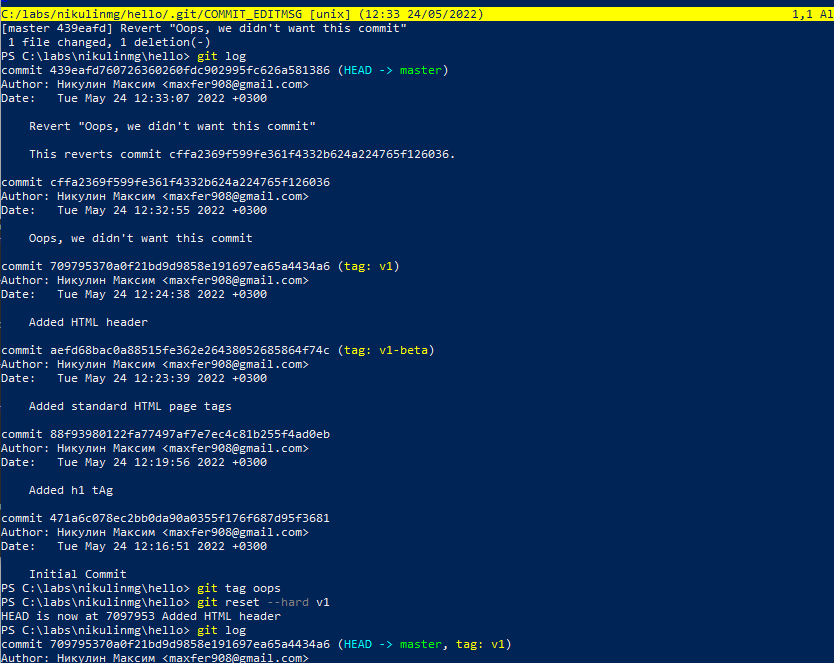 C:/labs/nikulinmg/hello/.git/COMMIT_EDITMSG [unix] (12:33 24/05/2022) 1,1 Al
[master 439eafd] Revert "Oops, we didn't want this commit"
 1 file changed, 1 deletion(-)
PS C:\labs\nikulinmg\hello> git log
commit 439eafd760726360260fdc902995fc626a581386 (HEAD -> master)
Author: Никулин Максим <maxfer908@gmail.com>
Date:   Tue May 24 12:33:07 2022 +0300
    Revert "Oops, we didn't want this commit"
    This reverts commit cffa2369f599fe361f4332b624a224765f126036.
commit cffa2369f599fe361f4332b624a224765f126036
Author: Никулин Максим <maxfer908@gmail.com>
Date:   Tue May 24 12:32:55 2022 +0300
    Oops, we didn't want this commit
commit 709795370a0f21bd9d9858e191697ea65a4434a6 (tag: v1)
Author: Никулин Максим <maxfer908@gmail.com>
Date:   Tue May 24 12:24:38 2022 +0300
    Added HTML header
commit aefd68bac0a88515fe362e26438052685864f74c (tag: v1-beta)
Author: Никулин Максим <maxfer908@gmail.com>
Date:   Tue May 24 12:23:39 2022 +0300
    Added standard HTML page tags
commit 88f93980122fa77497af7e7ec4c81b255f4ad0eb
Author: Никулин Максим <maxfer908@gmail.com>
Date:   Tue May 24 12:19:56 2022 +0300
    Added h1 tAg
commit 471a6c078ec2bb0da90a0355f176f687d95f3681
Author: Никулин Максим <maxfer908@gmail.com>
Date:   Tue May 24 12:16:51 2022 +0300
    Initial Commit
PS C:\labs\nikulinmg\hello> git tag oops
PS C:\labs\nikulinmg\hello> git reset --hard v1
HEAD is now at 7097953 Added HTML header
PS C:\labs\nikulinmg\hello> git log
commit 709795370a0f21bd9d9858e191697ea65a4434a6 (HEAD -> master, tag: v1)
Author: Никулин Максим <maxfer908@gmail.com>